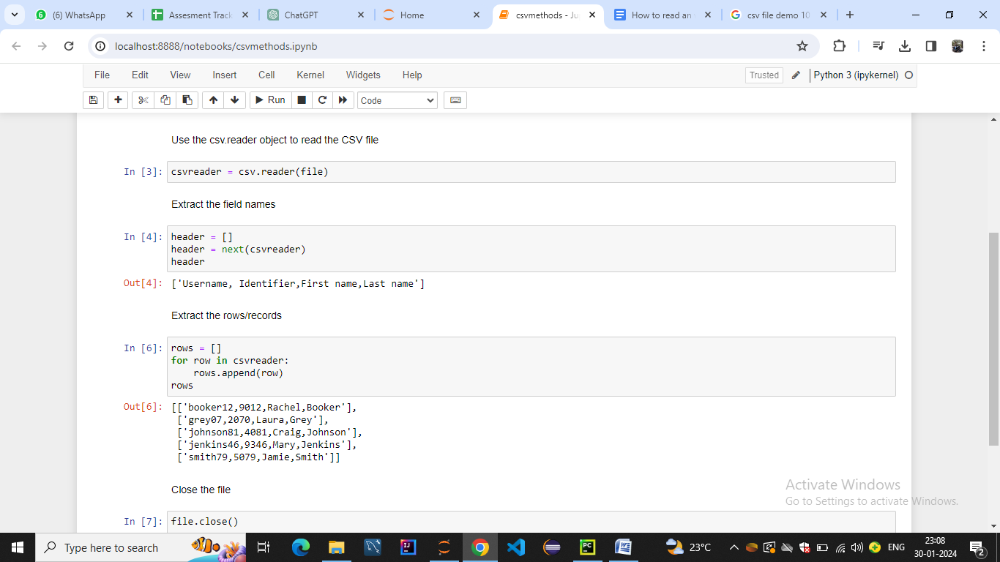 (6) WhatsApp
Assesment Track
ChatGPT
Home
csvmethods - Ju
How to read an
csv file demo 10
localhost:8888/notebooks/csvmethods.ipynb
File Edit View Insert Cell Kernel Widgets Help
Trusted
Python 3 (ipykernel)
Run
Code
Use the csv.reader object to read the CSV file
In [3]: csvreader = csv.reader(file)
Extract the field names
In [4]: header = []
header = next(csvreader)
header
Out[4]: ['Username, Identifier,First name,Last name']
Extract the rows/records
In [6]: rows = []
for row in csvreader:
    rows.append(row)
rows
Out[6]: [['booker12,9012,Rachel,Booker'],
 ['grey07,2070,Laura,Grey'],
 ['johnson81,4081,Craig,Johnson'],
 ['jenkins46,9346,Mary,Jenkins'],
 ['smith79,5079,Jamie,Smith']]
Close the file
In [7]: file.close()
Activate Windows
Go to Settings to activate Windows.
Type here to search
23°C
ENG
23:08
30-01-2024
2